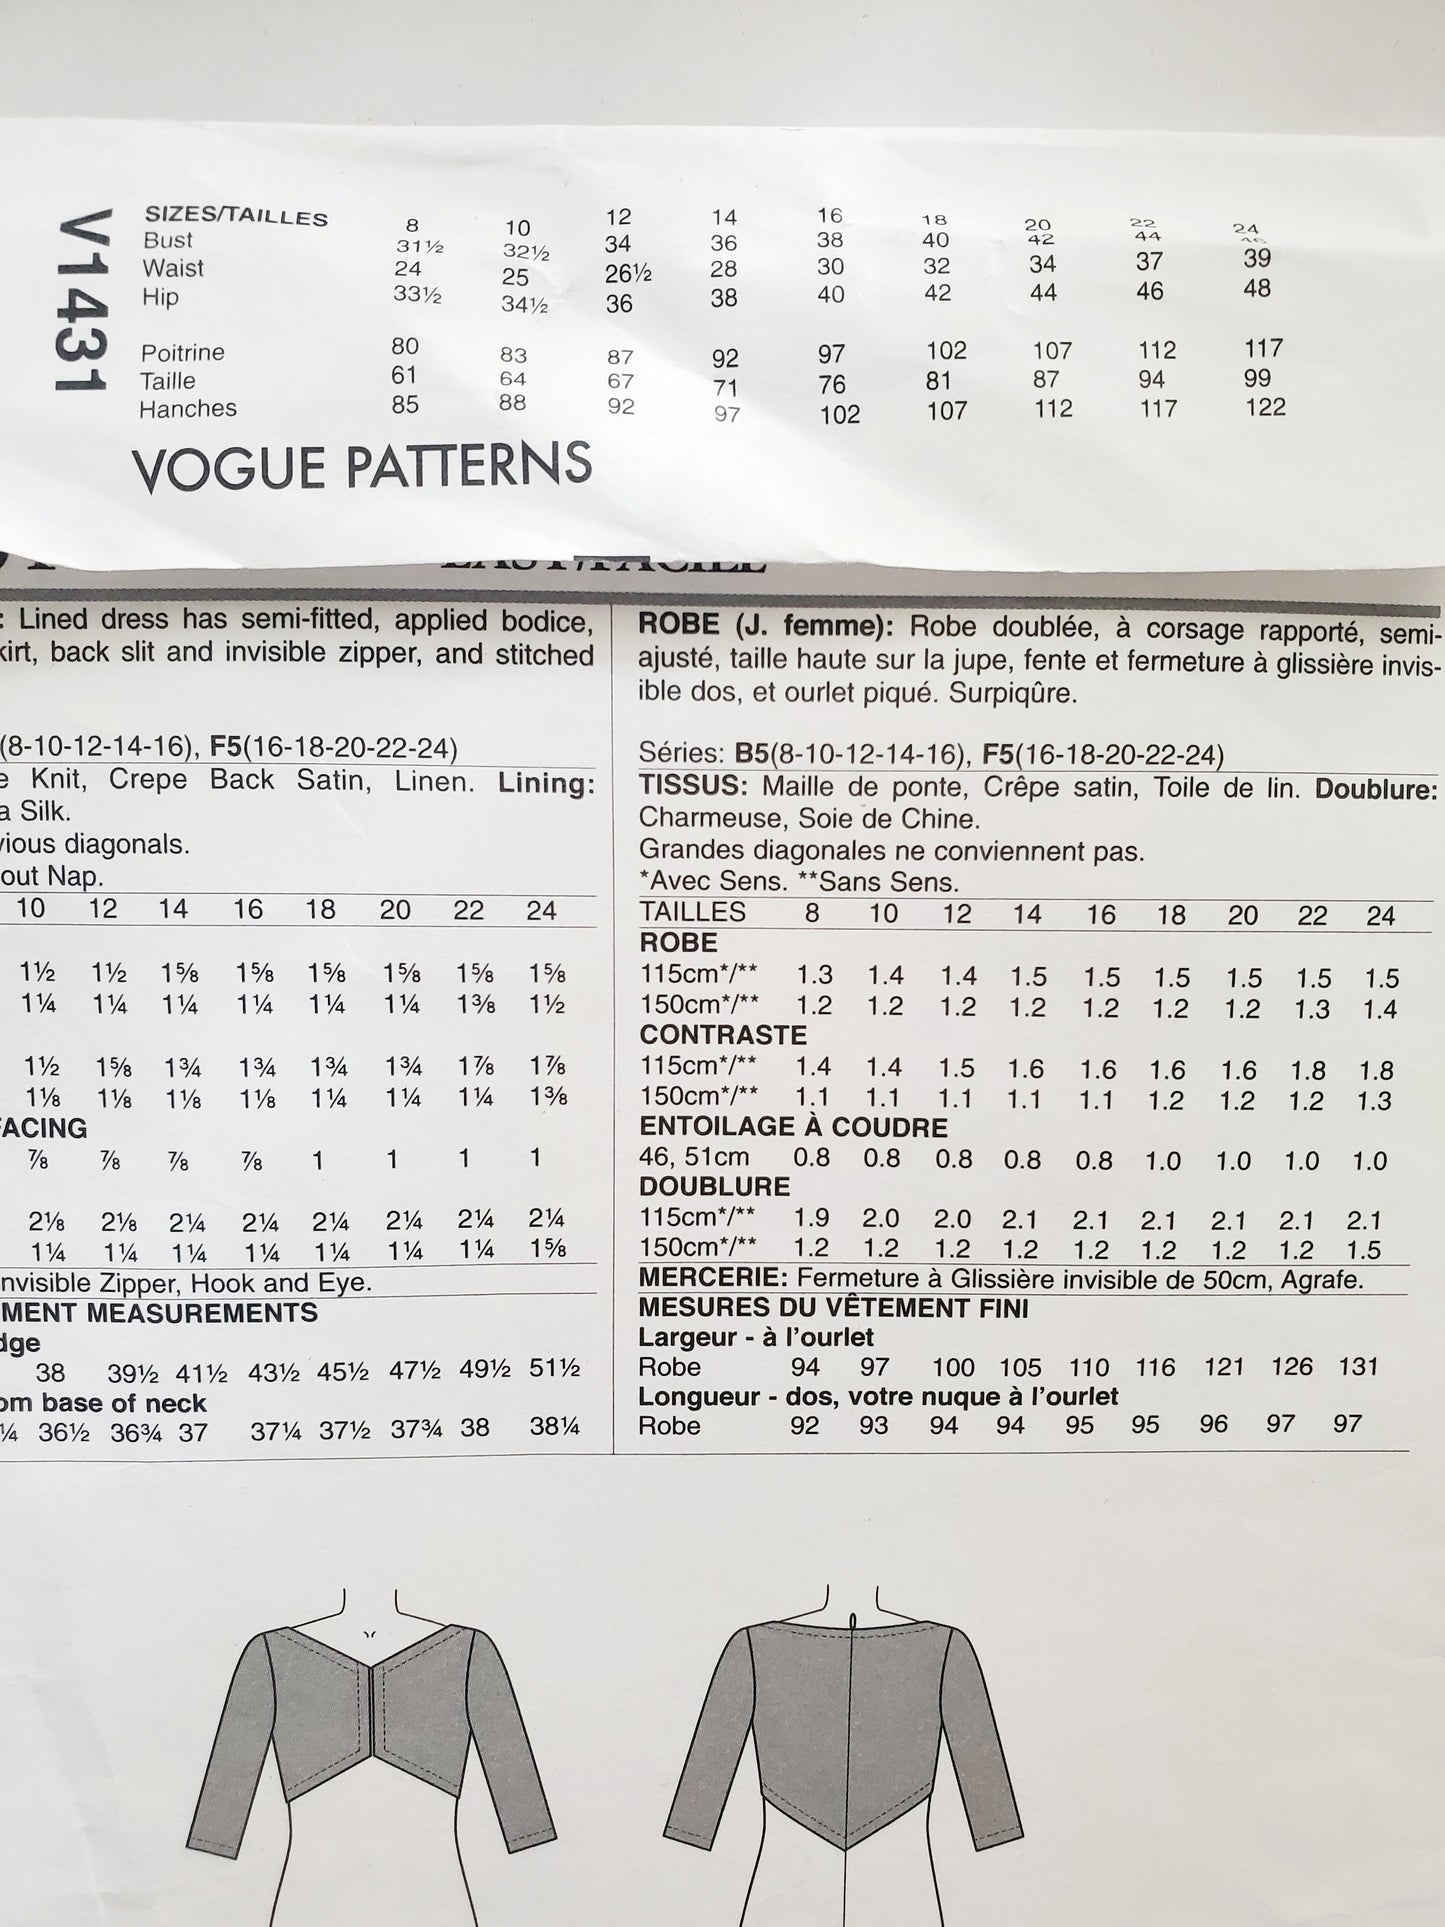 V1431
SIZES/TAILLES 8 10 12 14 16 18 20 22 24
Bust 31½ 32½ 34 36 38 40 42 44 46
Waist 24 25 26½ 28 30 32 34 37 39
Hip 33½ 34½ 36 38 40 42 44 46 48
Poitrine 80 83 87 92 97 102 107 112 117
Taille 61 64 67 71 76 81 87 94 99
Hanches 85 88 92 97 102 107 112 117 122
VOGUE PATTERNS
EASY/FACILE
: Lined dress has semi-fitted, applied bodice,
kirt, back slit and invisible zipper, and stitched
(8-10-12-14-16), F5(16-18-20-22-24)
e Knit, Crepe Back Satin, Linen. Lining:
a Silk.
vious diagonals.
out Nap.
10 12 14 16 18 20 22 24
1½ 1½ 1⅝ 1⅝ 1⅝ 1⅝ 1⅝ 1⅝
1¼ 1¼ 1¼ 1¼ 1¼ 1¼ 1⅜ 1½
1½ 1⅝ 1¾ 1¾ 1¾ 1¾ 1⅞ 1⅞
1⅛ 1⅛ 1⅛ 1⅛ 1¼ 1¼ 1¼ 1⅜
FACING
⅞ ⅞ ⅞ ⅞ 1 1 1 1
2⅛ 2⅛ 2¼ 2¼ 2¼ 2¼ 2¼ 2¼
1¼ 1¼ 1¼ 1¼ 1¼ 1¼ 1¼ 1⅝
nvisible Zipper, Hook and Eye.
MENT MEASUREMENTS
dge
38 39½ 41½ 43½ 45½ 47½ 49½ 51½
om base of neck
¼ 36½ 36¾ 37 37¼ 37½ 37¾ 38 38¼
ROBE (J. femme): Robe doublée, à corsage rapporté, semi-
ajusté, taille haute sur la jupe, fente et fermeture à glissière invis-
ible dos, et ourlet piqué. Surpiqûre.
Séries: B5(8-10-12-14-16), F5(16-18-20-22-24)
TISSUS: Maille de ponte, Crêpe satin, Toile de lin. Doublure:
Charmeuse, Soie de Chine.
Grandes diagonales ne conviennent pas.
*Avec Sens. **Sans Sens.
TAILLES 8 10 12 14 16 18 20 22 24
ROBE
115cm*/** 1.3 1.4 1.4 1.5 1.5 1.5 1.5 1.5 1.5
150cm*/** 1.2 1.2 1.2 1.2 1.2 1.2 1.2 1.3 1.4
CONTRASTE
115cm*/** 1.4 1.4 1.5 1.6 1.6 1.6 1.6 1.8 1.8
150cm*/** 1.1 1.1 1.1 1.1 1.1 1.2 1.2 1.2 1.3
ENTOILAGE À COUDRE
46, 51cm 0.8 0.8 0.8 0.8 0.8 1.0 1.0 1.0 1.0
DOUBLURE
115cm*/** 1.9 2.0 2.0 2.1 2.1 2.1 2.1 2.1 2.1
150cm*/** 1.2 1.2 1.2 1.2 1.2 1.2 1.2 1.2 1.5
MERCERIE: Fermeture à Glissière invisible de 50cm, Agrafe.
MESURES DU VÊTEMENT FINI
Largeur - à l'ourlet
Robe 94 97 100 105 110 116 121 126 131
Longueur - dos, votre nuque à l'ourlet
Robe 92 93 94 94 95 95 96 97 97